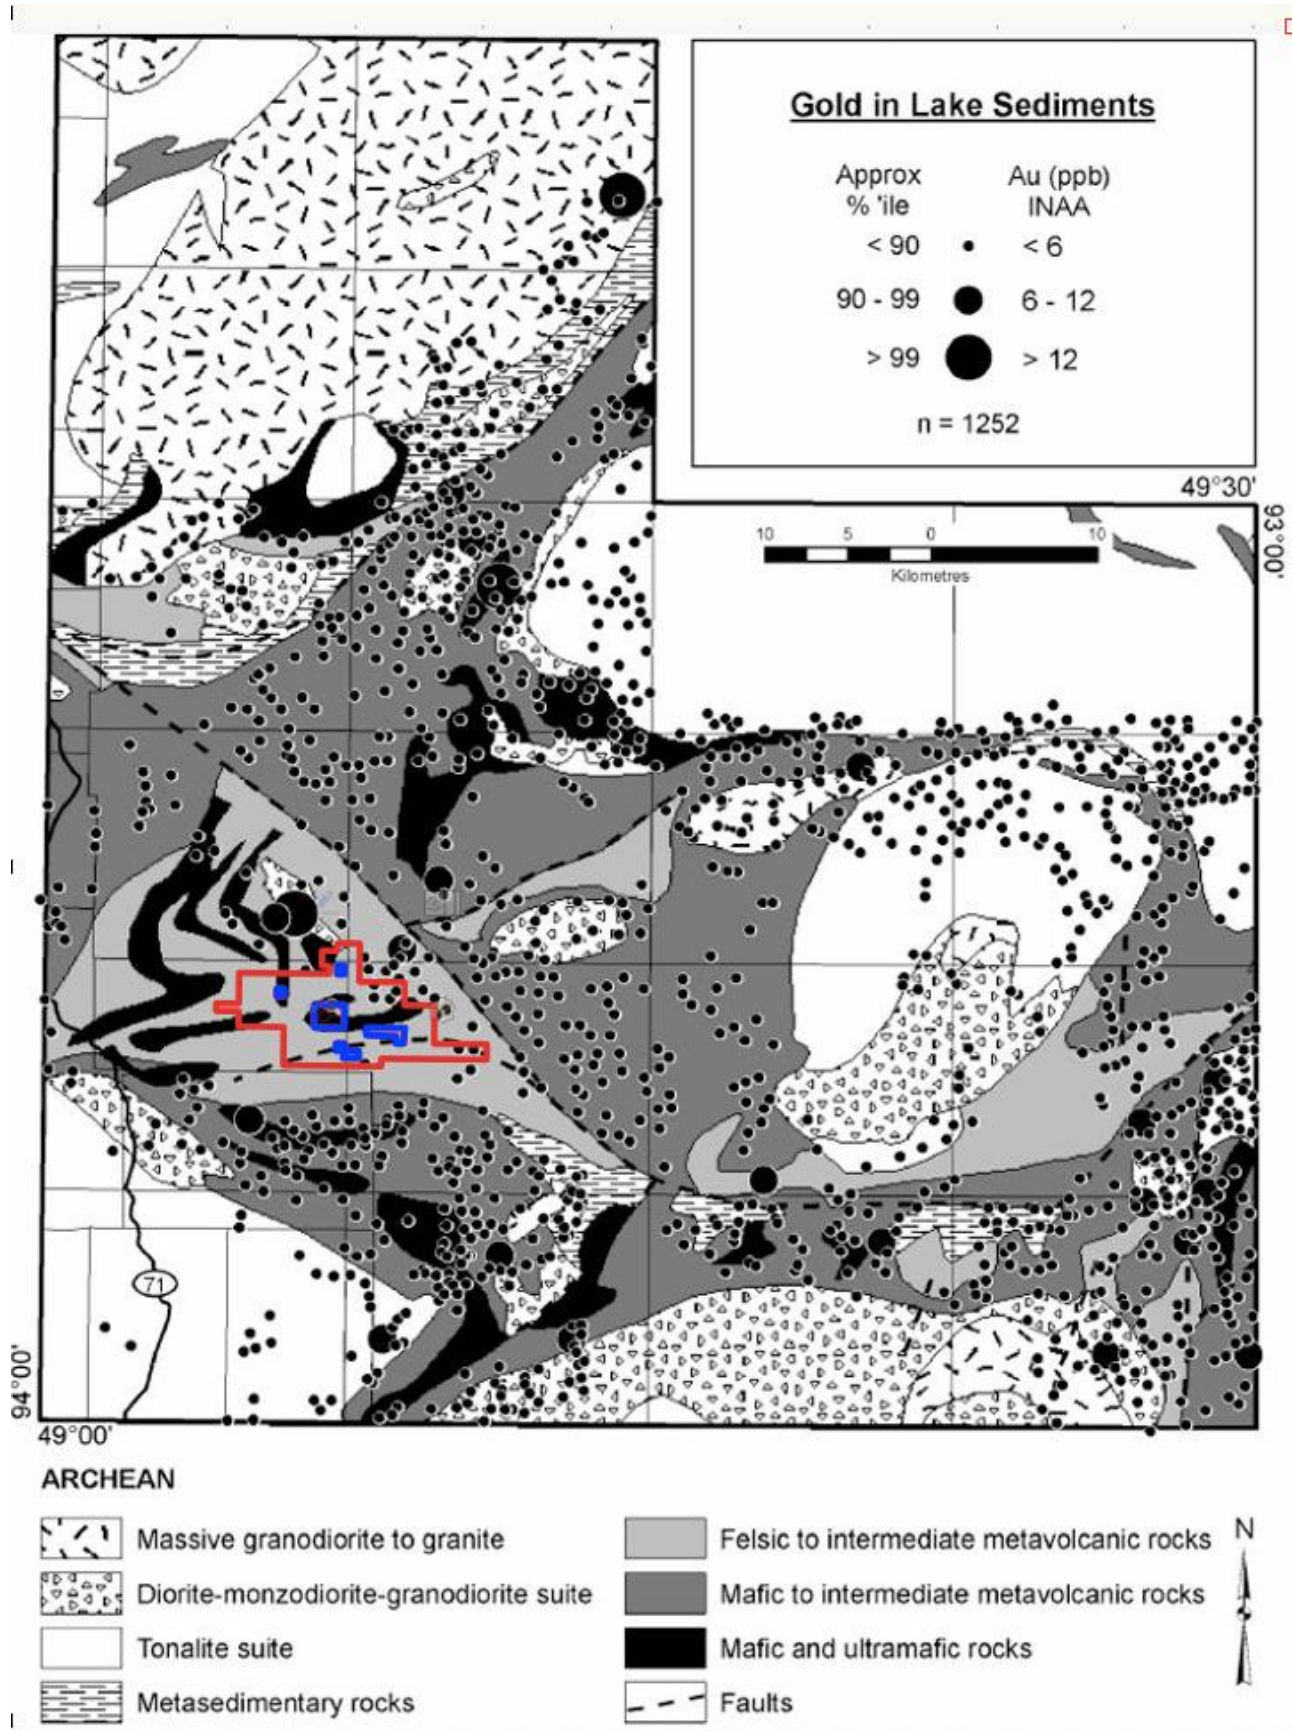 Gold in Lake Sediments
Approx Au (ppb)
% 'ile INAA
< 90 < 6
90 - 99 6 - 12
> 99 > 12
n = 1252
49°30'
93°00'
10 5 0 10
Kilometres
71
94°00'
49°00'
ARCHEAN
Massive granodiorite to granite
Diorite-monzodiorite-granodiorite suite
Tonalite suite
Metasedimentary rocks
Felsic to intermediate metavolcanic rocks
Mafic to intermediate metavolcanic rocks
Mafic and ultramafic rocks
Faults
N